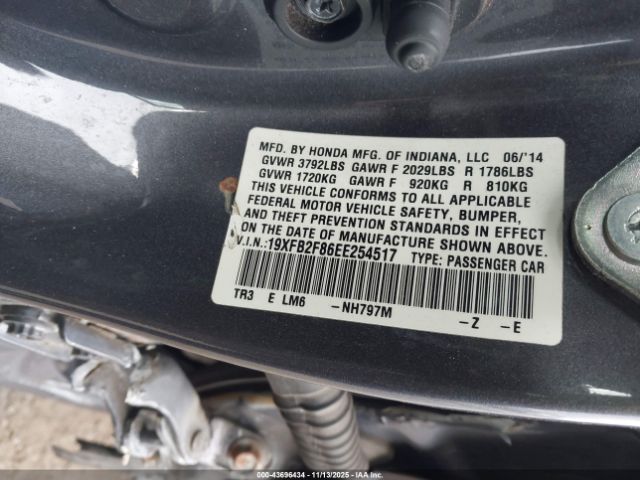 MFD. BY HONDA MFG. OF INDIANA, LLC 06/'14
GVWR 3792LBS GAWR F 2029LBS R 1786LBS
GVWR 1720KG GAWR F 920KG R 810KG
THIS VEHICLE CONFORMS TO ALL APPLICABLE
FEDERAL MOTOR VEHICLE SAFETY, BUMPER,
AND THEFT PREVENTION STANDARDS IN EFFECT
ON THE DATE OF MANUFACTURE SHOWN ABOVE.
V.I.N.:19XFB2F86EE254517 TYPE: PASSENGER CAR
TR3 E LM6 -NH797M -Z -E
000-43696434 - 11/13/2025 - IAAI.COM